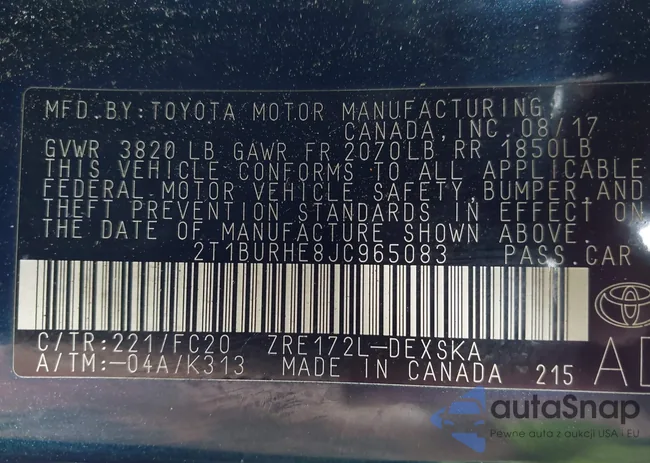 MFD.BY:TOYOTA MOTOR MANUFACTURING,
CANADA, INC. 08/17
GVWR 3820 LB GAWR FR 2070LB RR 1850LB
THIS VEHICLE CONFORMS TO ALL APPLICABLE
FEDERAL MOTOR VEHICLE SAFETY, BUMPER, AND
THEFT PREVENTION STANDARDS IN EFFECT ON
THE DATE OF MANUFACTURE SHOWN ABOVE.
2T1BURHE8JC965083 PASS.CAR
C/TR:221/FC20 ZRE172L-DEXSKA
A/TM:-04A/K313 MADE IN CANADA 215
autaSnap
Pewne auta z aukcji USA i EU